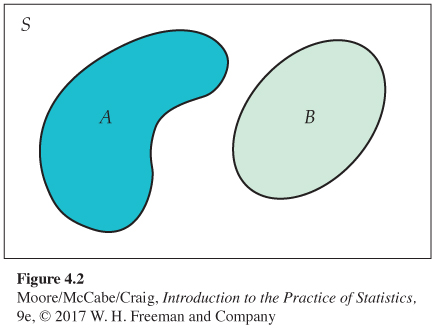 S
A
B
Figure 4.2
Moore/McCabe/Craig, Introduction to the Practice of Statistics,
9e, © 2017 W. H. Freeman and Company